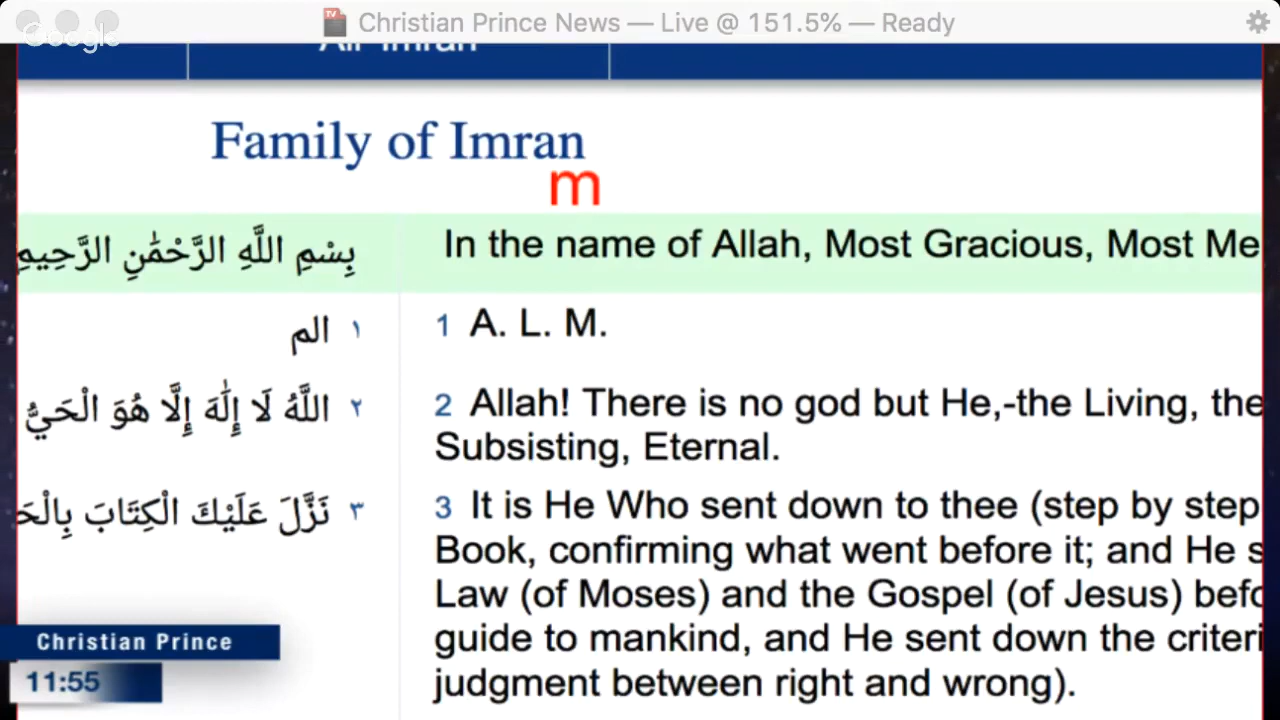 Christian Prince News — Live @ 151.5% — Ready
Google
Ali 'Imran
Family of Imran
m
بِسْمِ اللَّهِ الرَّحْمَٰنِ الرَّحِيمِ
In the name of Allah, Most Gracious, Most Me
١ الم
1 A. L. M.
٢ اللَّهُ لَا إِلَٰهَ إِلَّا هُوَ الْحَيُّ
2 Allah! There is no god but He,-the Living, the
Subsisting, Eternal.
٣ نَزَّلَ عَلَيْكَ الْكِتَابَ بِالْحَ
3 It is He Who sent down to thee (step by step
Book, confirming what went before it; and He s
Law (of Moses) and the Gospel (of Jesus) befo
guide to mankind, and He sent down the criteri
judgment between right and wrong).
Christian Prince
11:55